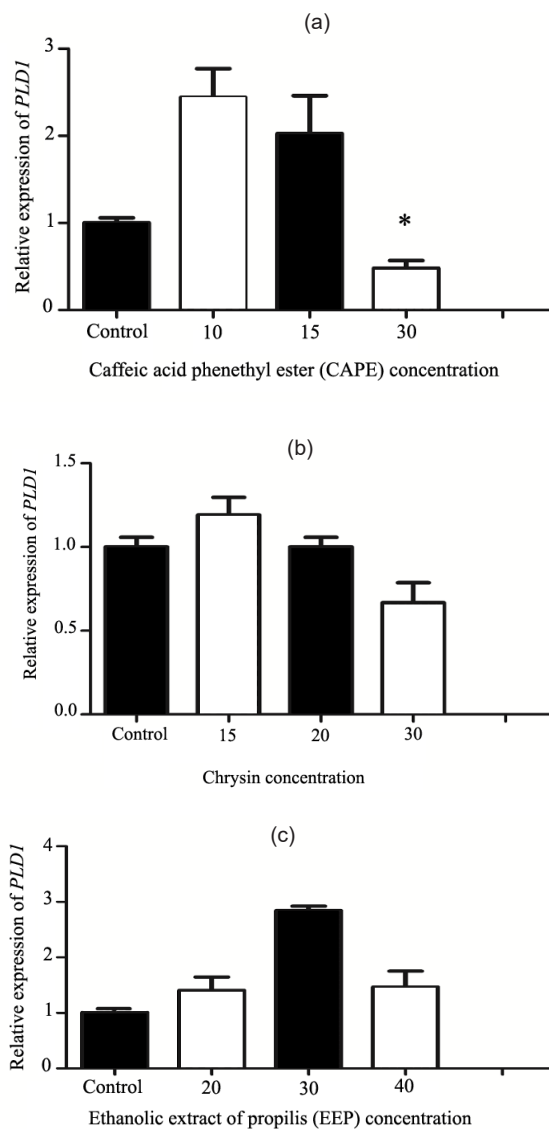 (a)
Relative expression of PLD1
3
2
1
0
*
Control 10 15 30
Caffeic acid phenethyl ester (CAPE) concentration
(b)
Relative expression of PLD1
1.5
1.0
0.5
0.0
Control 15 20 30
Chrysin concentration
(c)
Relative expression of PLD1
4
3
2
1
0
Control 20 30 40
Ethanolic extract of propilis (EEP) concentration